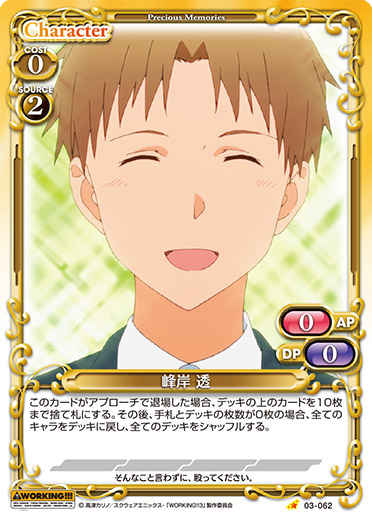 Precious Memories
Character
COST
0
SOURCE
2
0 AP
DP 0
峰岸 透
このカードがアプローチで退場した場合、デッキの上のカードを10枚
まで捨て札にする。その後、手札とデッキの枚数が0枚の場合、全ての
キャラをデッキに戻し、全てのデッキをシャッフルする。
そんなこと言わずに、殴ってください。
WORKING!!!
© 高津カリノ/スクウェアエニックス・「WORKING!!3」製作委員会
03-062